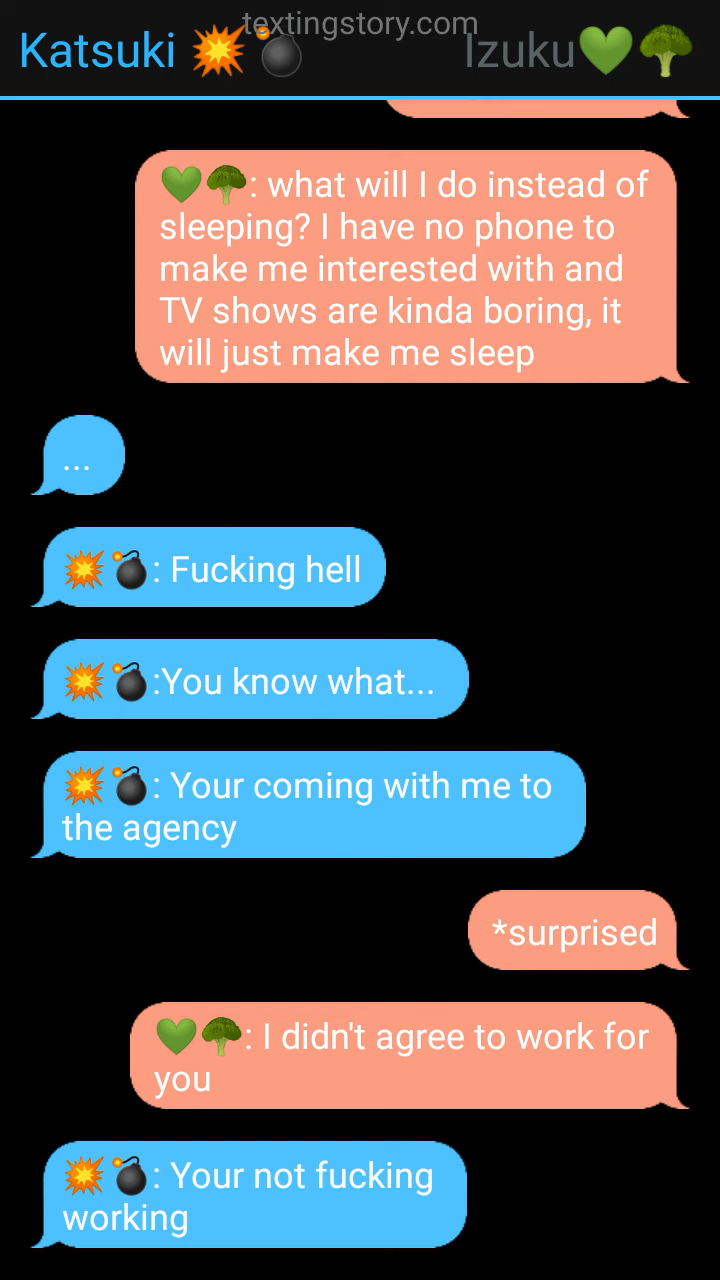 textingstory.com
Katsuki 💥💣 Izuku💚🥦
💚🥦: what will I do instead of
sleeping? I have no phone to
make me interested with and
TV shows are kinda boring, it
will just make me sleep
...
💥💣: Fucking hell
💥💣:You know what...
💥💣: Your coming with me to
the agency
*surprised
💚🥦: I didn't agree to work for
you
💥💣: Your not fucking
working